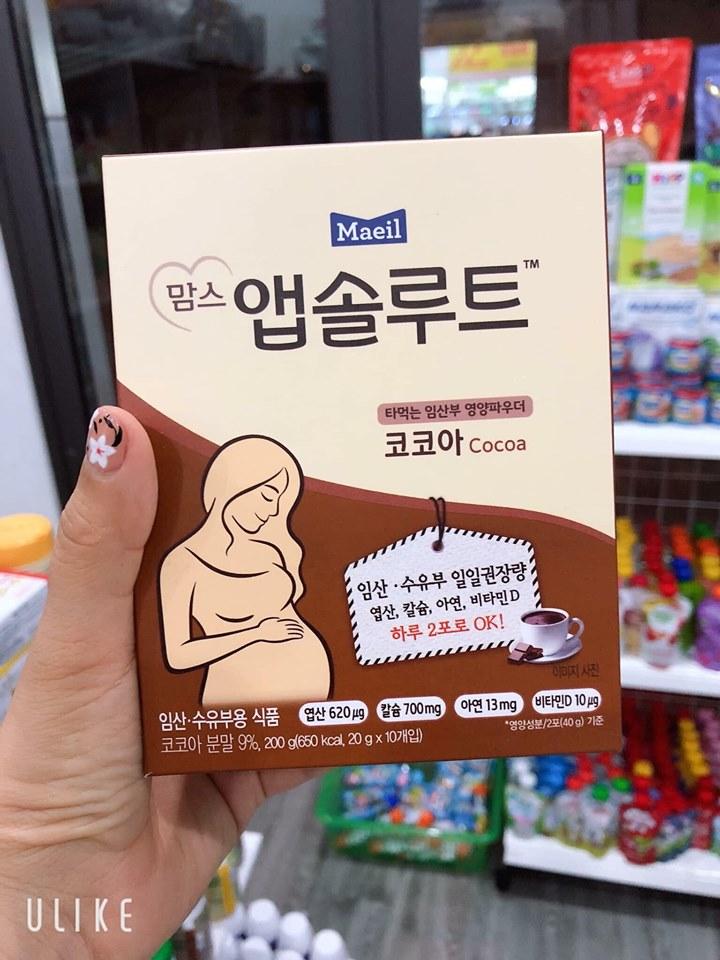 Maeil
맘스 앱솔루트™
타먹는 임산부 영양파우더
코코아 Cocoa
임산·수유부 일일권장량
엽산, 칼슘, 아연, 비타민D
하루 2포로 OK!
이미지 사진
임산·수유부용 식품 엽산 620㎍ 칼슘 700mg 아연 13mg 비타민D 10㎍
코코아 분말 9%, 200 g(650 kcal, 20 g x 10개입)
*영양성분/2포(40 g) 기준
ULIKE